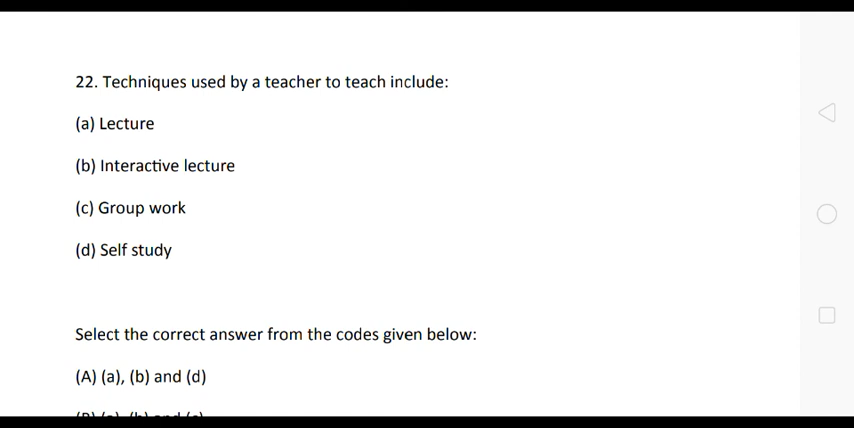 22. Techniques used by a teacher to teach include:
(a) Lecture
(b) Interactive lecture
(c) Group work
(d) Self study
Select the correct answer from the codes given below:
(A) (a), (b) and (d)